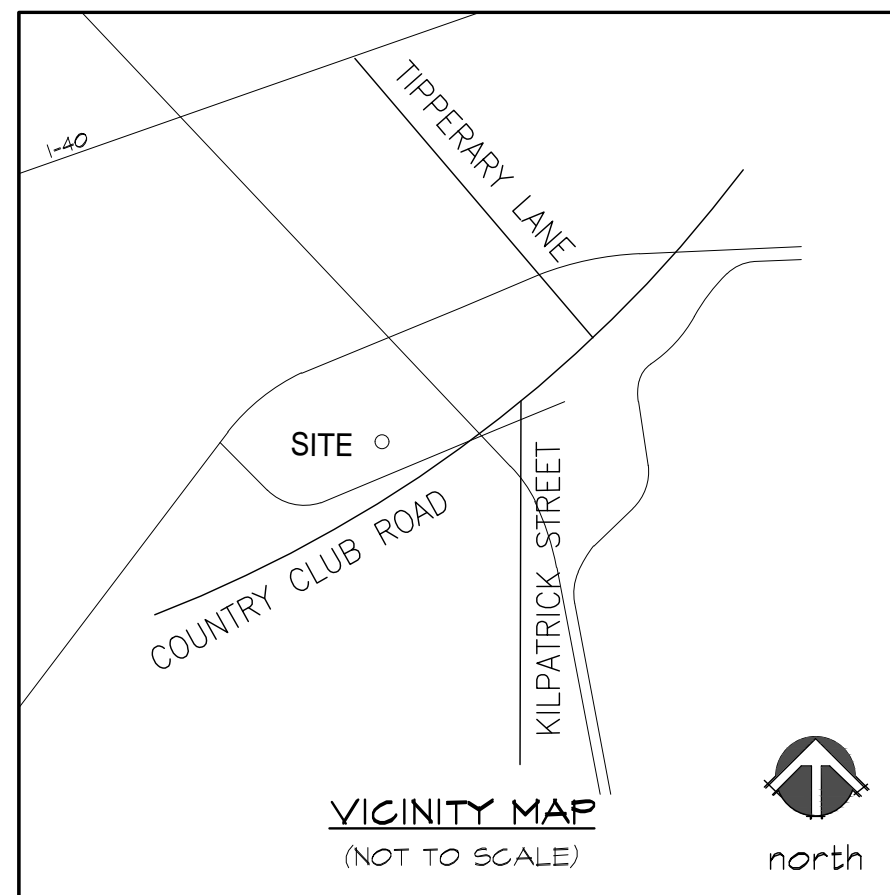 I-40
TIPPERARY LANE
SITE
COUNTRY CLUB ROAD
KILPATRICK STREET
VICINITY MAP
(NOT TO SCALE)
north